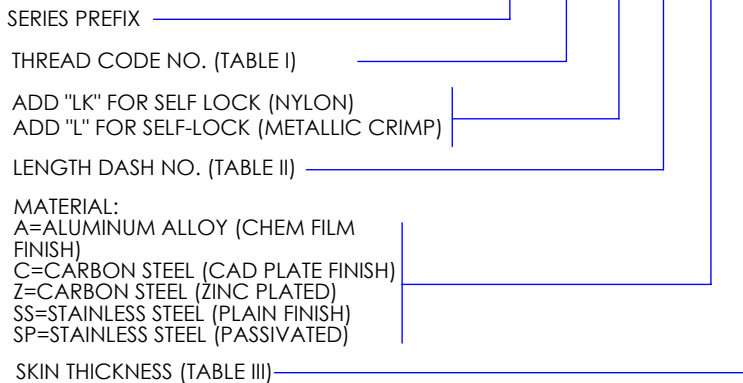 SERIES PREFIX
THREAD CODE NO. (TABLE I)
ADD "LK" FOR SELF LOCK (NYLON)
ADD "L" FOR SELF-LOCK (METALLIC CRIMP)
LENGTH DASH NO. (TABLE II)
MATERIAL:
A=ALUMINUM ALLOY (CHEM FILM
FINISH)
C=CARBON STEEL (CAD PLATE FINISH)
Z=CARBON STEEL (ZINC PLATED)
SS=STAINLESS STEEL (PLAIN FINISH)
SP=STAINLESS STEEL (PASSIVATED)
SKIN THICKNESS (TABLE III)